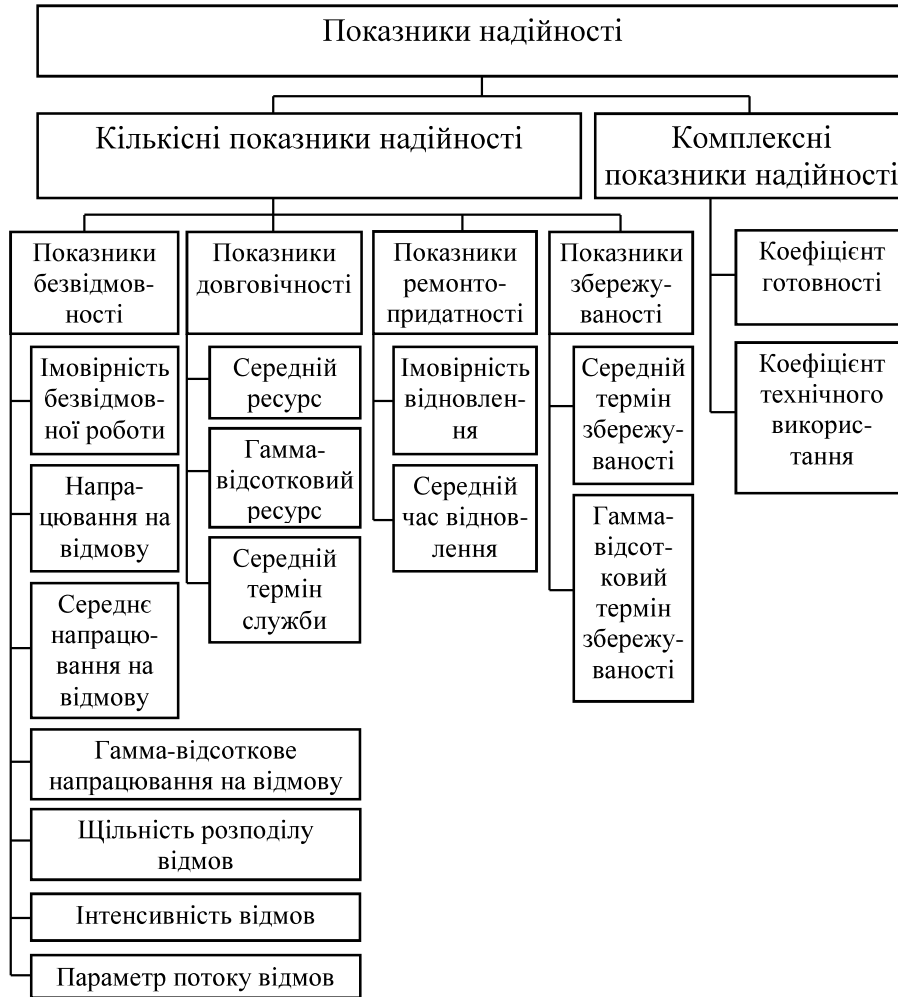 Показники надійності
Кількісні показники надійності
Комплексні
показники надійності
Показники
безвідмов-
ності
Імовірність
безвідмов-
ної роботи
Напра-
цювання на
відмову
Середнє
напрацю-
вання на
відмову
Гамма-відсоткове
напрацювання на відмову
Щільність розподілу
відмов
Інтенсивність відмов
Параметр потоку відмов
Показники
довговічності
Середній
ресурс
Гамма-
відсотковий
ресурс
Середній
термін
служби
Показники
ремонто-
придатності
Імовірність
відновлен-
ня
Середній
час віднов-
лення
Показники
збережу-
ваності
Середній
термін
збережу-
ваності
Гамма-
відсот-
ковий
термін
збережу-
ваності
Коефіцієнт
готовності
Коефіцієнт
технічного
викорис-
тання